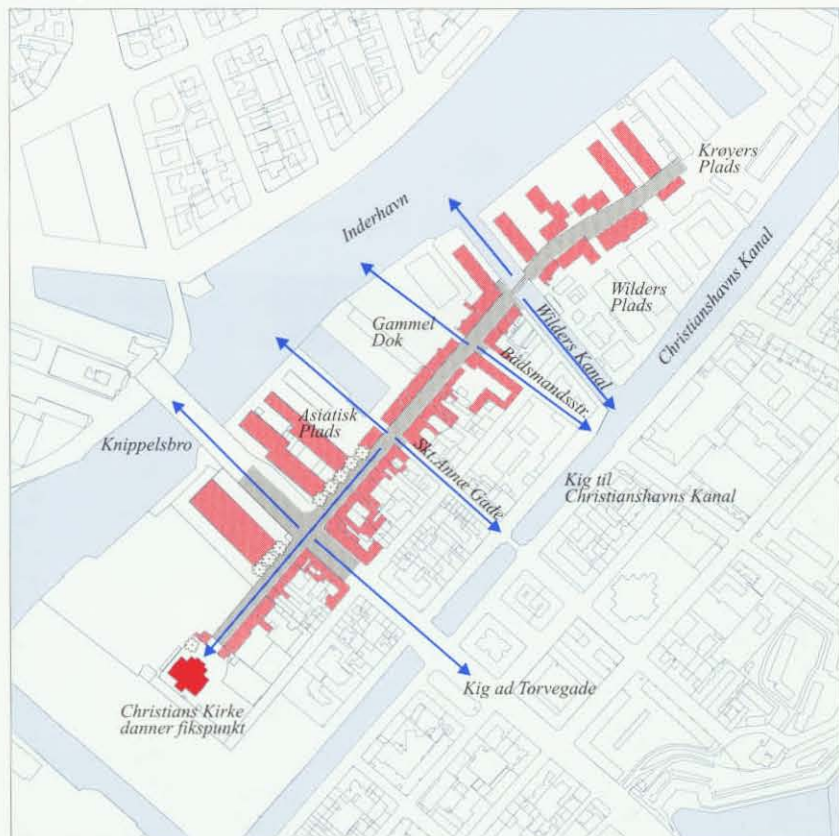 Krøyers
Plads
Inderhavn
Wilders
Plads
Christianshavns Kanal
Gammel
Dok
Wilders Kanal
Bådsmandsstr.
Asiatisk
Plads
Knippelsbro
Skt. Annæ Gade
Kig til
Christianshavns Kanal
Kig ad Torvegade
Christians Kirke
danner fikspunkt